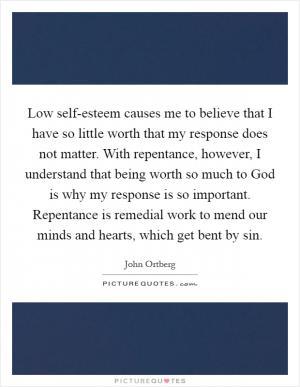 Low self-esteem causes me to believe that I
have so little worth that my response does
not matter. With repentance, however, I
understand that being worth so much to God
is why my response is so important.
Repentance is remedial work to mend our
minds and hearts, which get bent by sin.
John Ortberg
PICTUREQUOTES.com